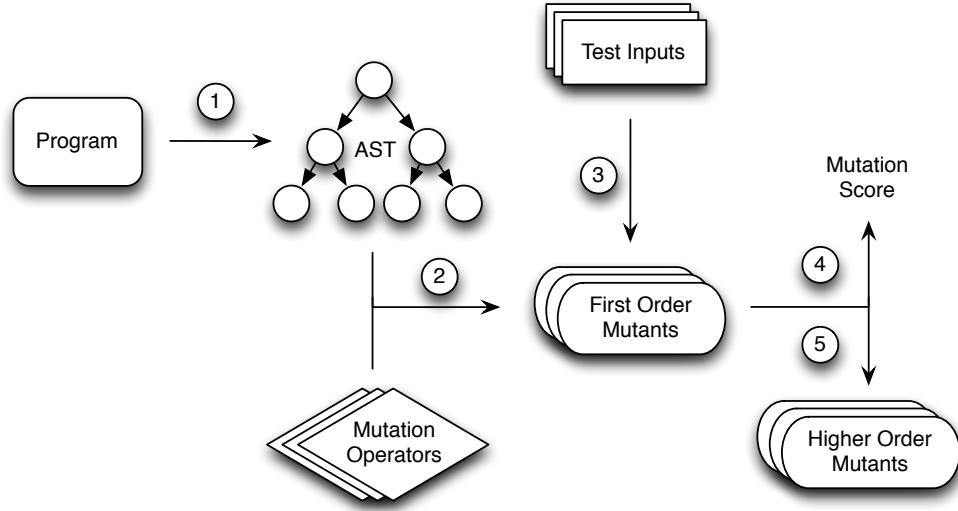 Test Inputs
1
Program
AST
3
Mutation
Score
2
4
First Order
Mutants
5
Mutation
Operators
Higher Order
Mutants